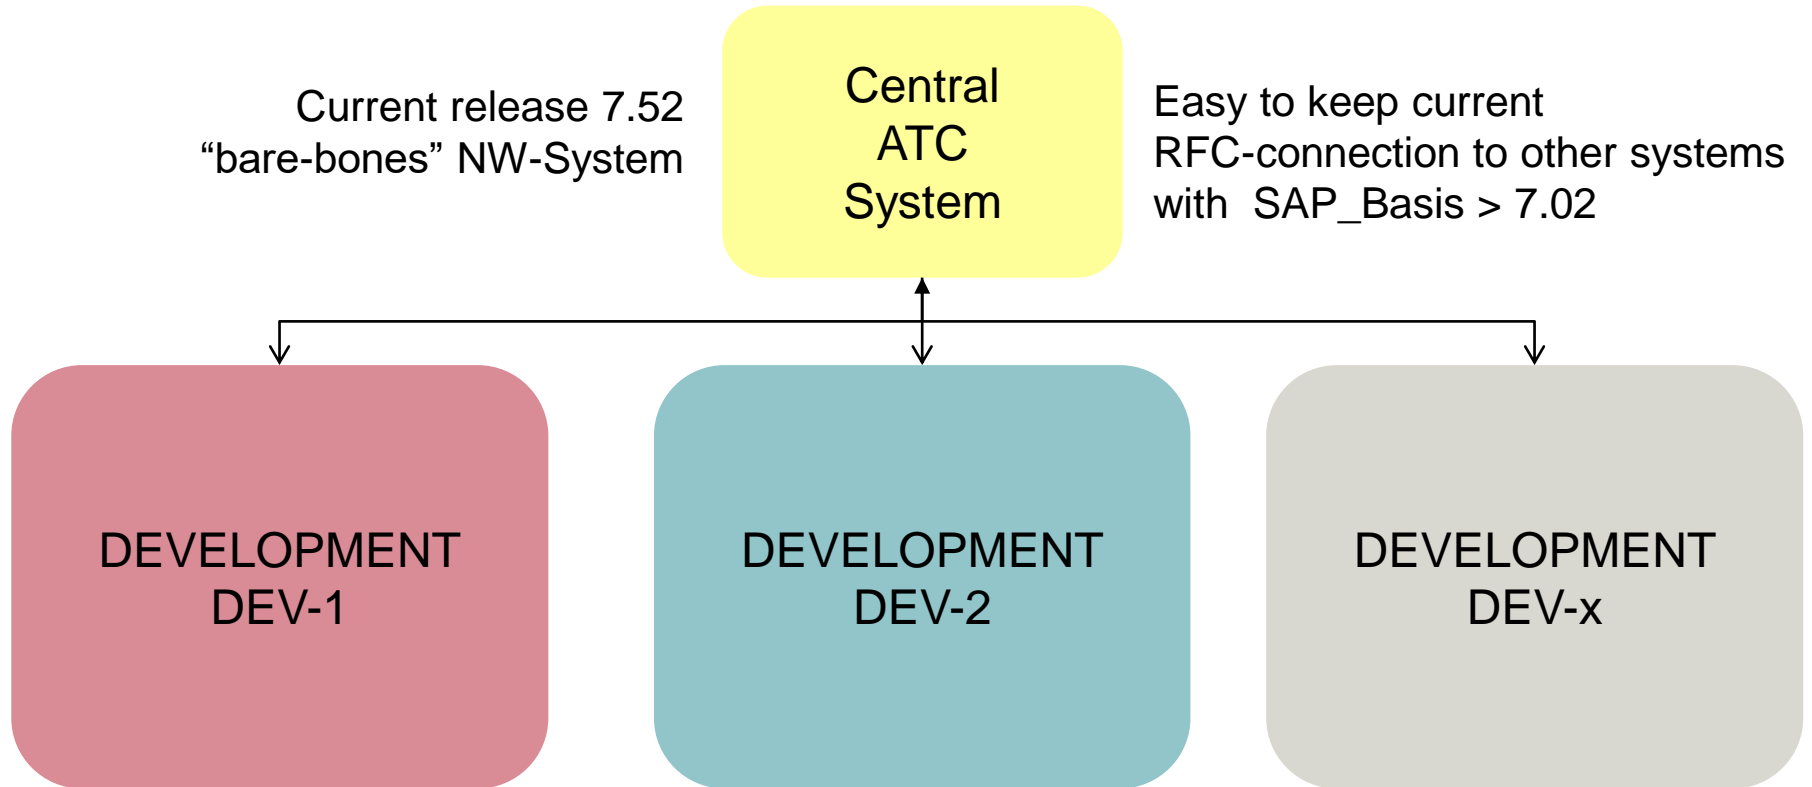 Current release 7.52
“bare-bones” NW-System
Central
ATC
System
Easy to keep current
RFC-connection to other systems
with  SAP_Basis > 7.02
DEVELOPMENT
DEV-1
DEVELOPMENT
DEV-2
DEVELOPMENT
DEV-x